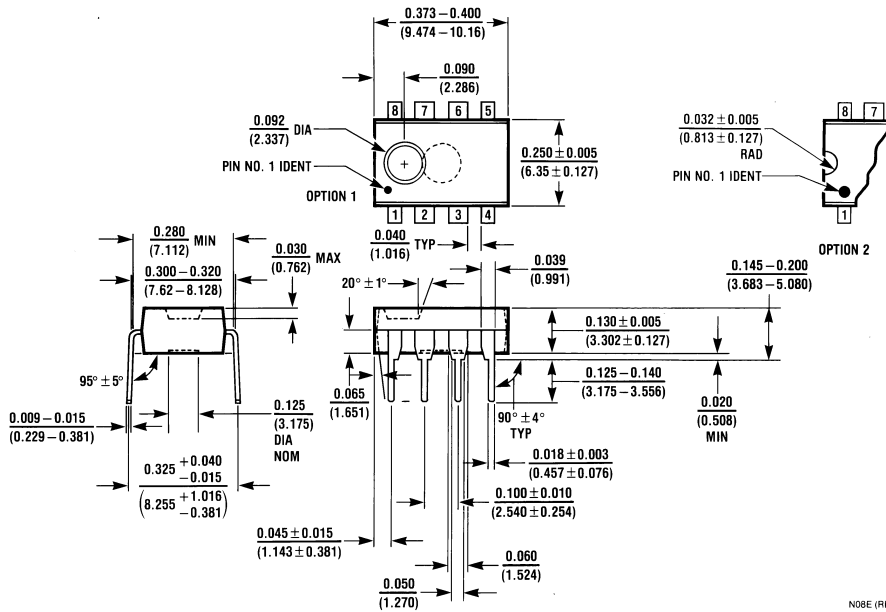 0.373–0.400
(9.474–10.16)
0.090
(2.286)
8 7 6 5
0.092
(2.337) DIA
PIN NO. 1 IDENT
OPTION 1
1 2 3 4
0.250 ± 0.005
(6.35 ± 0.127)
0.032 ± 0.005
(0.813 ± 0.127)
RAD
PIN NO. 1 IDENT
8 7
1
OPTION 2
0.280
(7.112) MIN
0.300–0.320
(7.62–8.128)
0.030
(0.762) MAX
0.040
(1.016) TYP
0.039
(0.991)
20° ± 1°
0.145–0.200
(3.683–5.080)
0.130 ± 0.005
(3.302 ± 0.127)
0.125–0.140
(3.175–3.556)
0.020
(0.508)
MIN
95° ± 5°
0.009–0.015
(0.229–0.381)
0.125
(3.175)
DIA
NOM
0.065
(1.651)
90° ± 4°
TYP
0.018 ± 0.003
(0.457 ± 0.076)
0.325 +0.040
−0.015
(8.255 +1.016
−0.381)
0.100 ± 0.010
(2.540 ± 0.254)
0.045 ± 0.015
(1.143 ± 0.381)
0.060
(1.524)
0.050
(1.270)
N08E